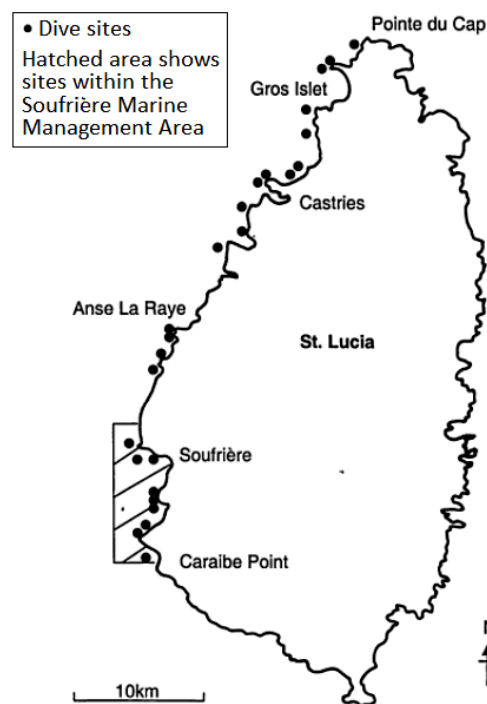 • Dive sites
Hatched area shows
sites within the
Soufrière Marine
Management Area
Pointe du Cap
Gros Islet
Castries
Anse La Raye
St. Lucia
Soufrière
Caraibe Point
10km